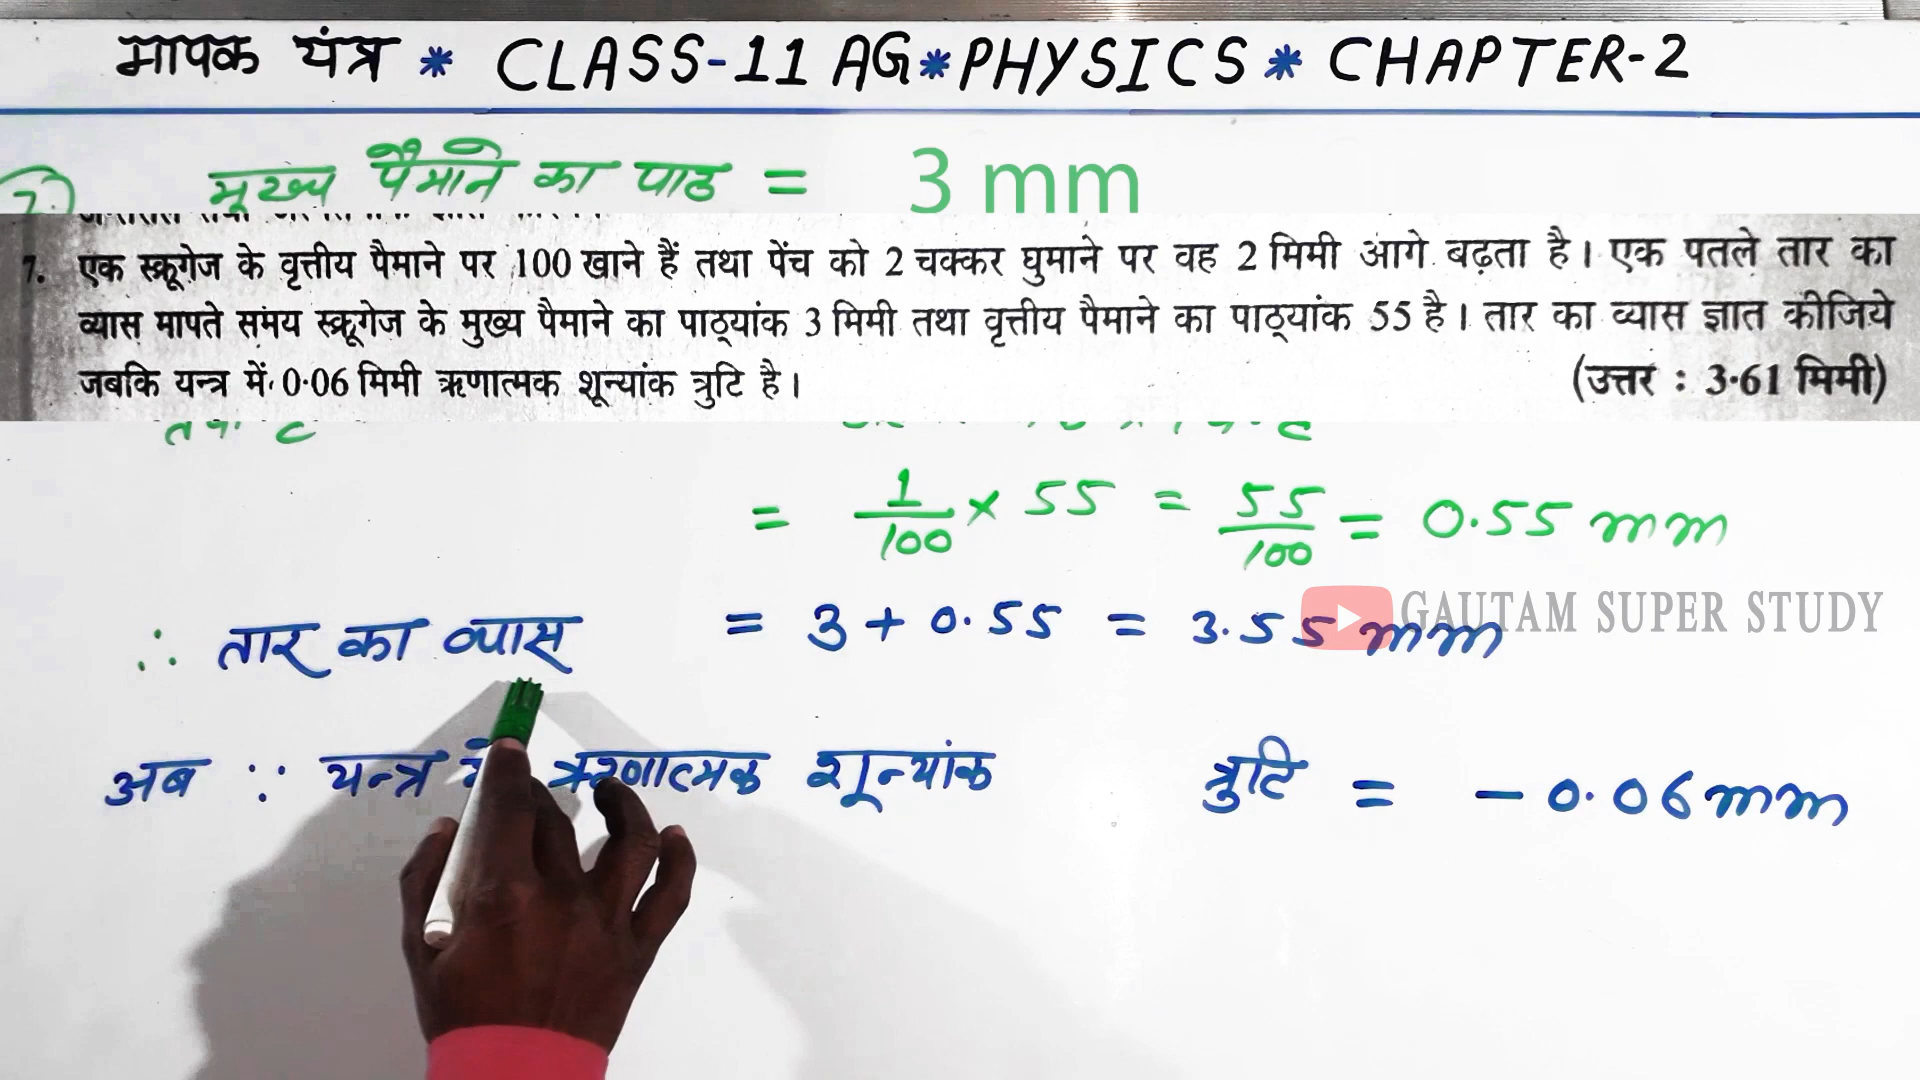 मापक यंत्र * CLASS-11 AG * PHYSICS * CHAPTER-2
7. मूख्य पैमाने का पाठ = 3 mm
7. एक स्क्रूगेज के वृत्तीय पैमाने पर 100 खाने हैं तथा पेंच को 2 चक्कर घुमाने पर वह 2 मिमी आगे बढ़ता है। एक पतले तार का
व्यास मापते समय स्क्रूगेज के मुख्य पैमाने का पाठ्यांक 3 मिमी तथा वृत्तीय पैमाने का पाठ्यांक 55 है। तार का व्यास ज्ञात कीजिये
जबकि यन्त्र में 0·06 मिमी ऋणात्मक शून्यांक त्रुटि है। (उत्तर : 3·61 मिमी)
= 1/100 × 55 = 55/100 = 0.55 mm
GAUTAM SUPER STUDY
∴ तार का व्यास = 3 + 0.55 = 3.55 mm
अब ∵ यन्त्र में ऋणात्मक शून्यांक त्रुटि = - 0.06 mm